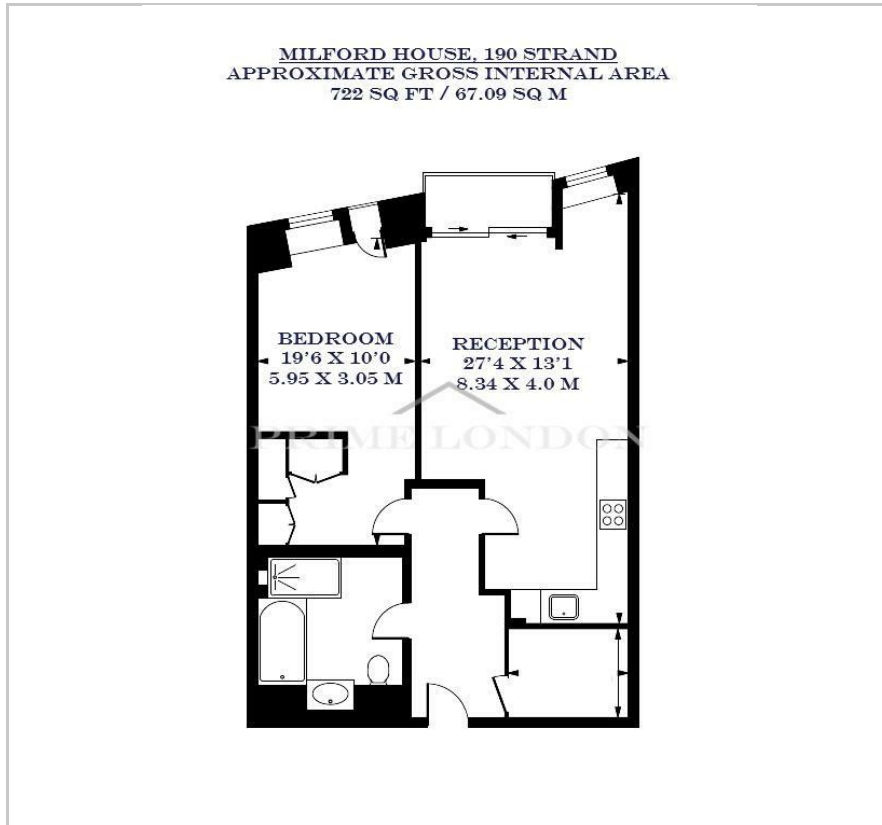 MILFORD HOUSE, 190 STRAND
APPROXIMATE GROSS INTERNAL AREA
722 SQ FT / 67.09 SQ M
BEDROOM
19'6 X 10'0
5.95 X 3.05 M
RECEPTION
27'4 X 13'1
8.34 X 4.0 M
PRIME LONDON